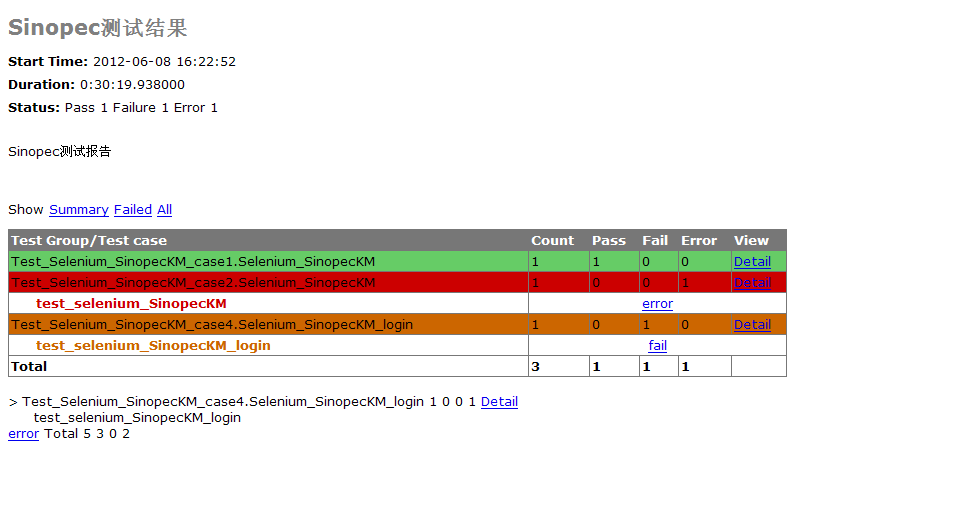 Sinopec测试结果
Start Time: 2012-06-08 16:22:52
Duration: 0:30:19.938000
Status: Pass 1 Failure 1 Error 1
Sinopec测试报告
Show Summary Failed All
Test Group/Test case Count Pass Fail Error View
Test_Selenium_SinopecKM_case1.Selenium_SinopecKM 1 1 0 0 Detail
Test_Selenium_SinopecKM_case2.Selenium_SinopecKM 1 0 0 1 Detail
test_selenium_SinopecKM error
Test_Selenium_SinopecKM_case4.Selenium_SinopecKM_login 1 0 1 0 Detail
test_selenium_SinopecKM_login fail
Total 3 1 1 1
> Test_Selenium_SinopecKM_case4.Selenium_SinopecKM_login 1 0 0 1 Detail
test_selenium_SinopecKM_login
error Total 5 3 0 2